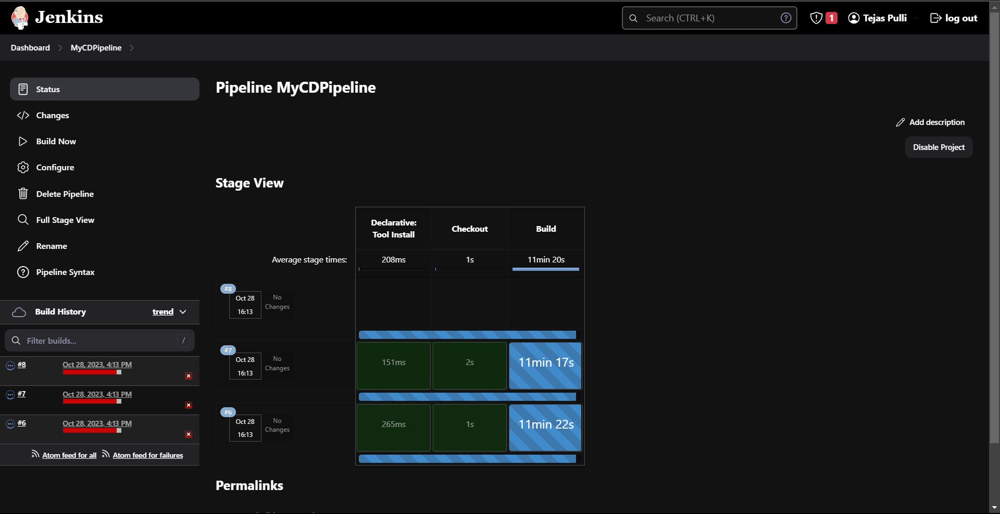 Jenkins
Search (CTRL+K)
?
1
Tejas Pulli
log out
Dashboard
MyCDPipeline
Status
Changes
Build Now
Configure
Delete Pipeline
Full Stage View
Rename
Pipeline Syntax
Build History
trend
Filter builds...
/
#8
Oct 28, 2023, 4:13 PM
#7
Oct 28, 2023, 4:13 PM
#6
Oct 28, 2023, 4:13 PM
Atom feed for all
Atom feed for failures
Pipeline MyCDPipeline
Add description
Disable Project
Stage View
Declarative:
Tool Install
Checkout
Build
Average stage times:
208ms
1s
11min 20s
#8
Oct 28
16:13
No
Changes
#7
Oct 28
16:13
No
Changes
151ms
2s
11min 17s
#6
Oct 28
16:13
No
Changes
265ms
1s
11min 22s
Permalinks